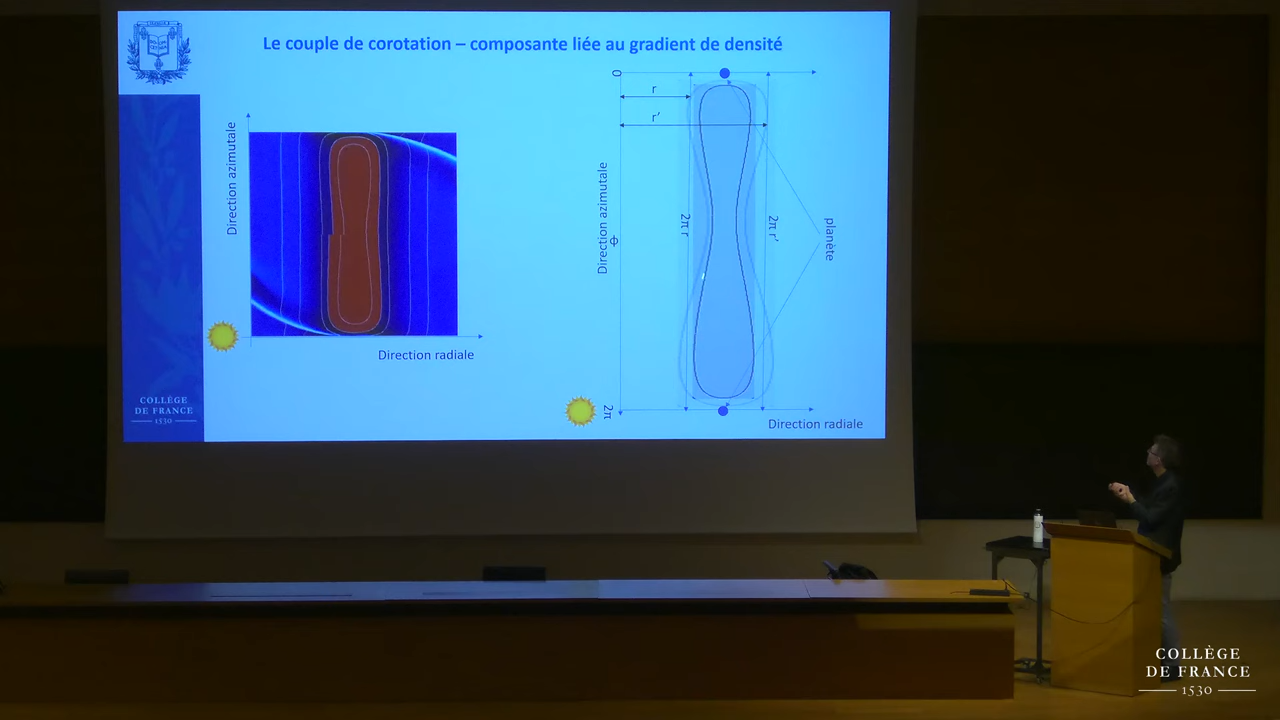 Le couple de corotation – composante liée au gradient de densité
Direction azimutale
Direction radiale
COLLÈGE
DE FRANCE
1530
0
r
r'
Direction azimutale
ϕ
2π r
2π r'
planète
2π
Direction radiale
COLLÈGE
DE FRANCE
1530